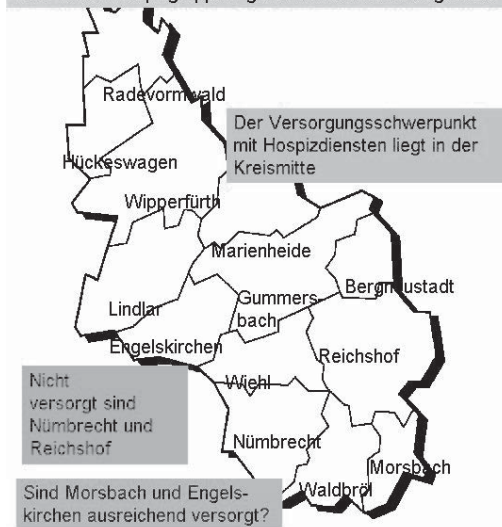 Radevormwald
Der Versorgungsschwerpunkt
mit Hospizdiensten liegt in der
Kreismitte
Hückeswagen
Wipperfürth
Marienheide
Bergneustadt
Lindlar
Gummers-
bach
Engelskirchen
Reichshof
Nicht
versorgt sind
Nümbrecht und
Reichshof
Wiehl
Nümbrecht
Morsbach
Waldbröl
Sind Morsbach und Engels-
kirchen ausreichend versorgt?